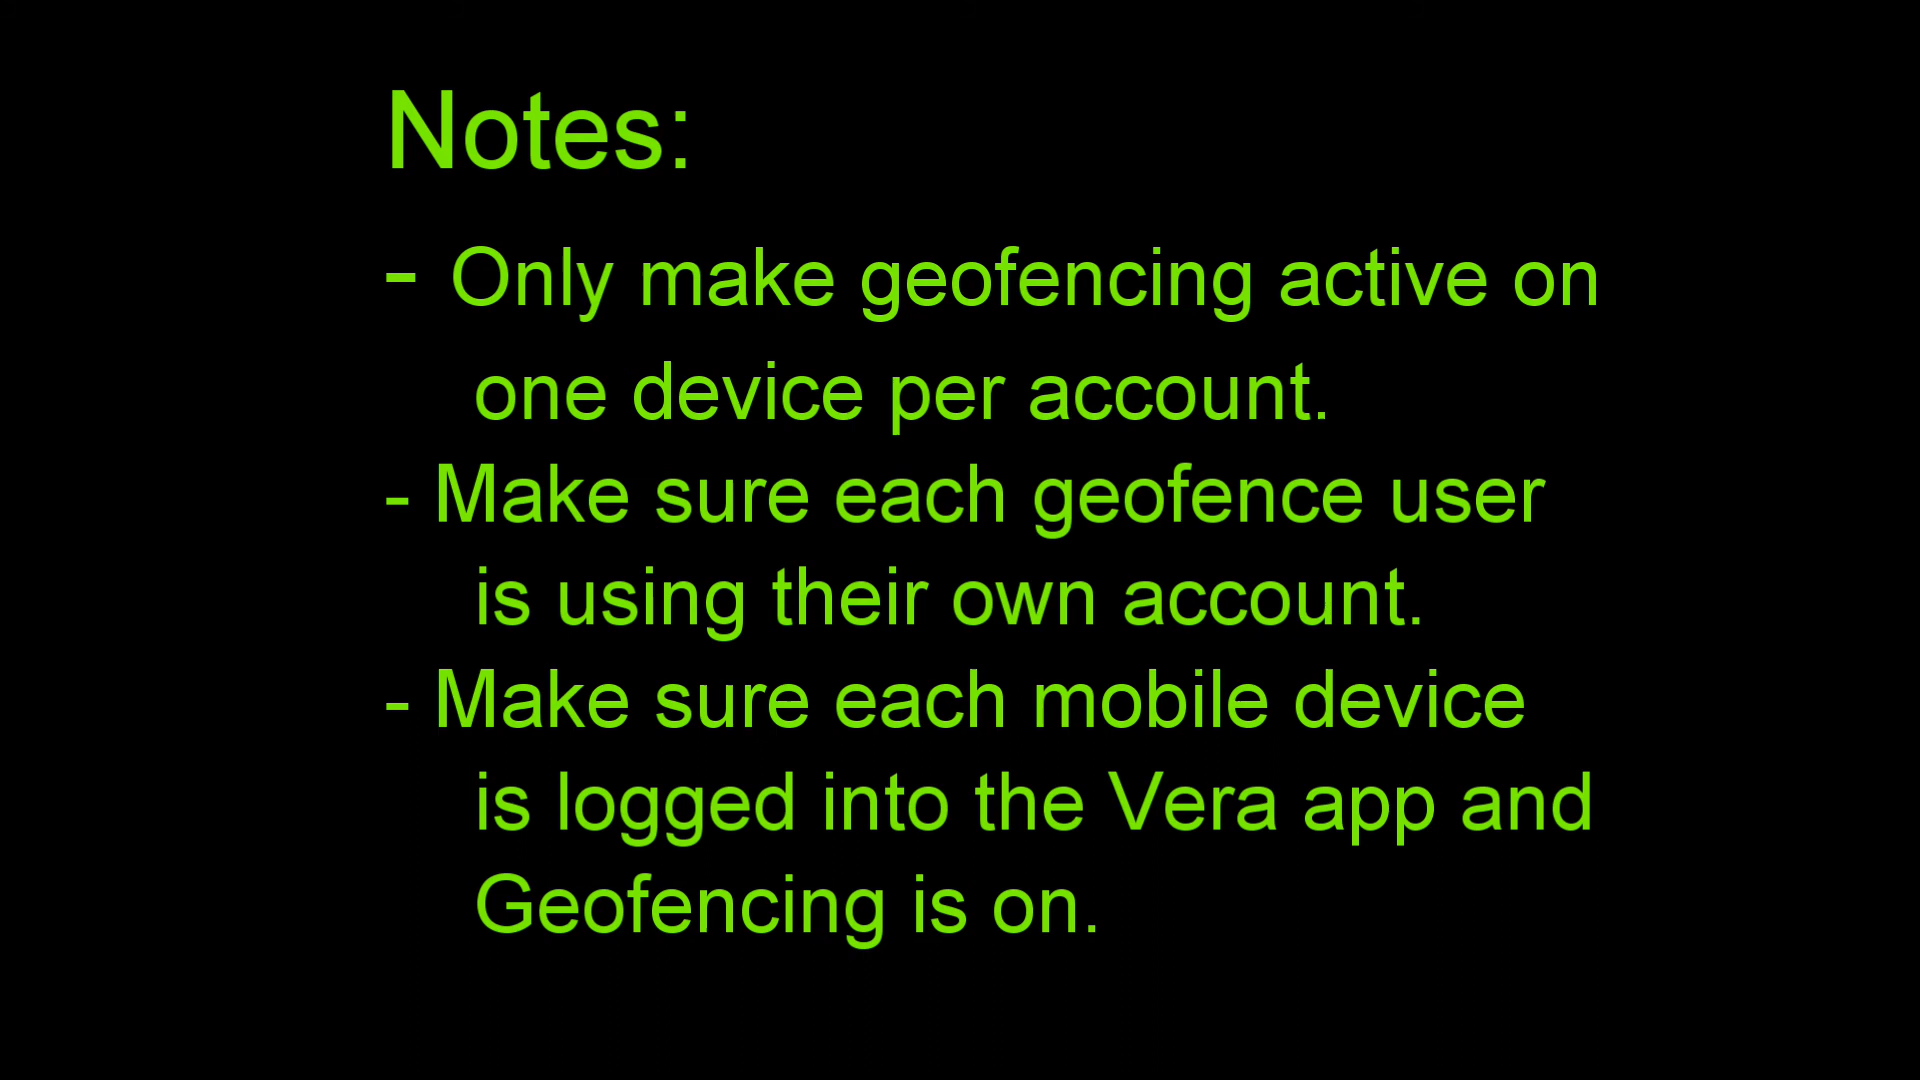 Notes:
- Only make geofencing active on
one device per account.
- Make sure each geofence user
is using their own account.
- Make sure each mobile device
is logged into the Vera app and
Geofencing is on.